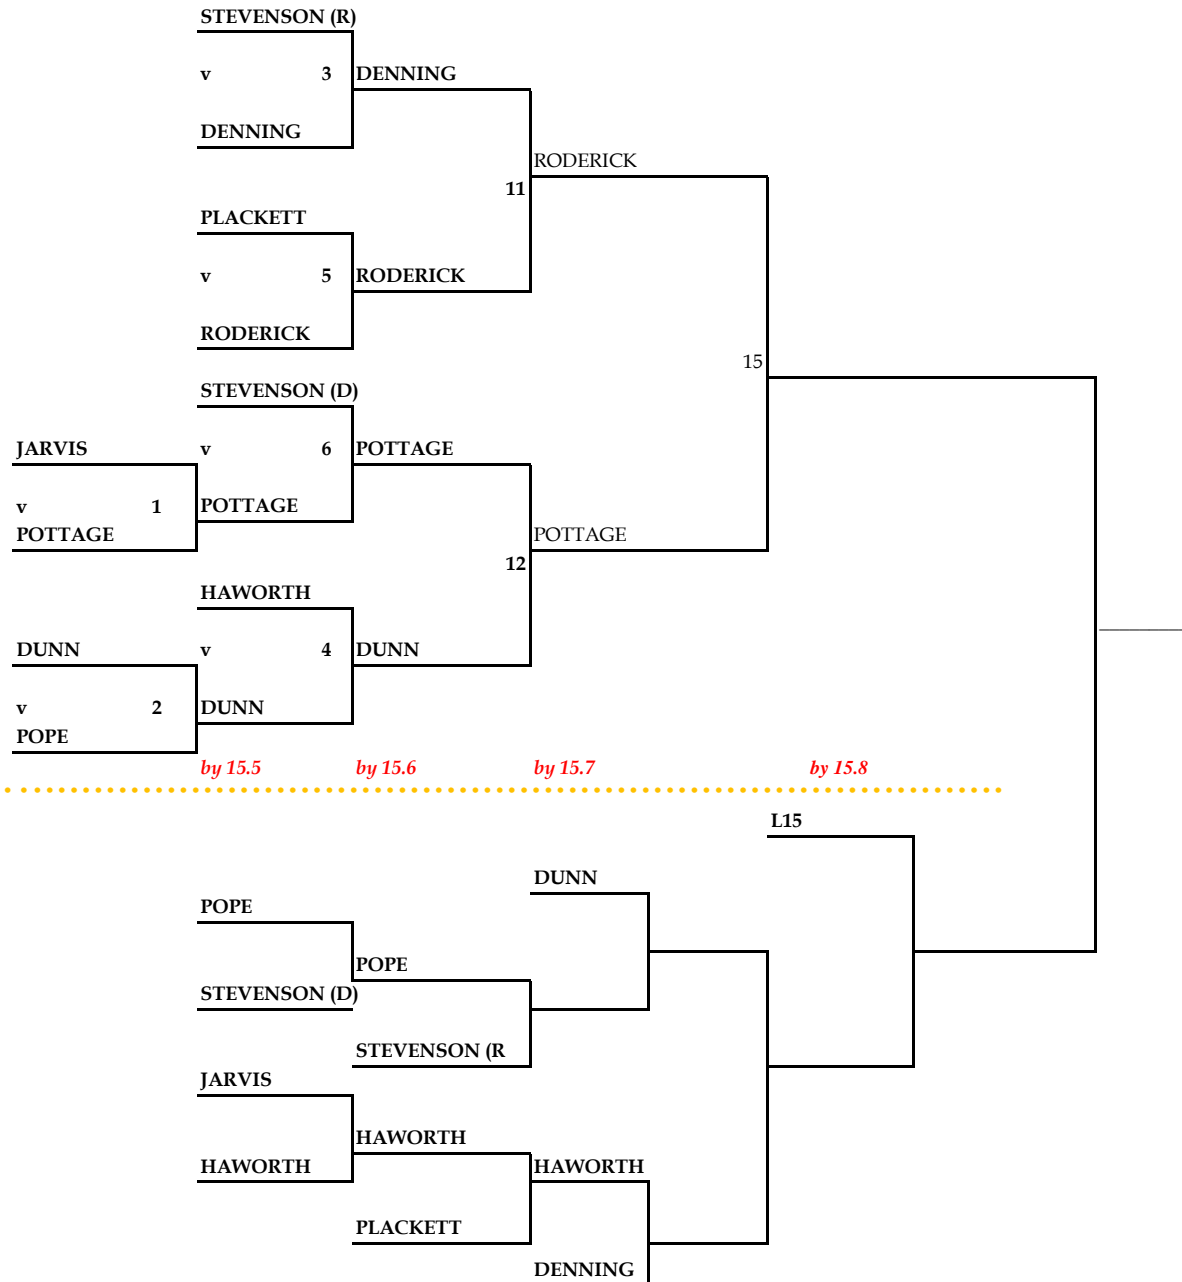 STEVENSON (R)
v 3 DENNING
DENNING
RODERICK
11
PLACKETT
v 5 RODERICK
RODERICK
15
STEVENSON (D)
JARVIS v 6 POTTAGE
v 1 POTTAGE
POTTAGE POTTAGE
12
HAWORTH
DUNN v 4 DUNN
v 2 DUNN
POPE
by 15.5 by 15.6 by 15.7 by 15.8
L15
DUNN
POPE
POPE
STEVENSON (D)
STEVENSON (R
JARVIS
HAWORTH
HAWORTH HAWORTH
PLACKETT
DENNING